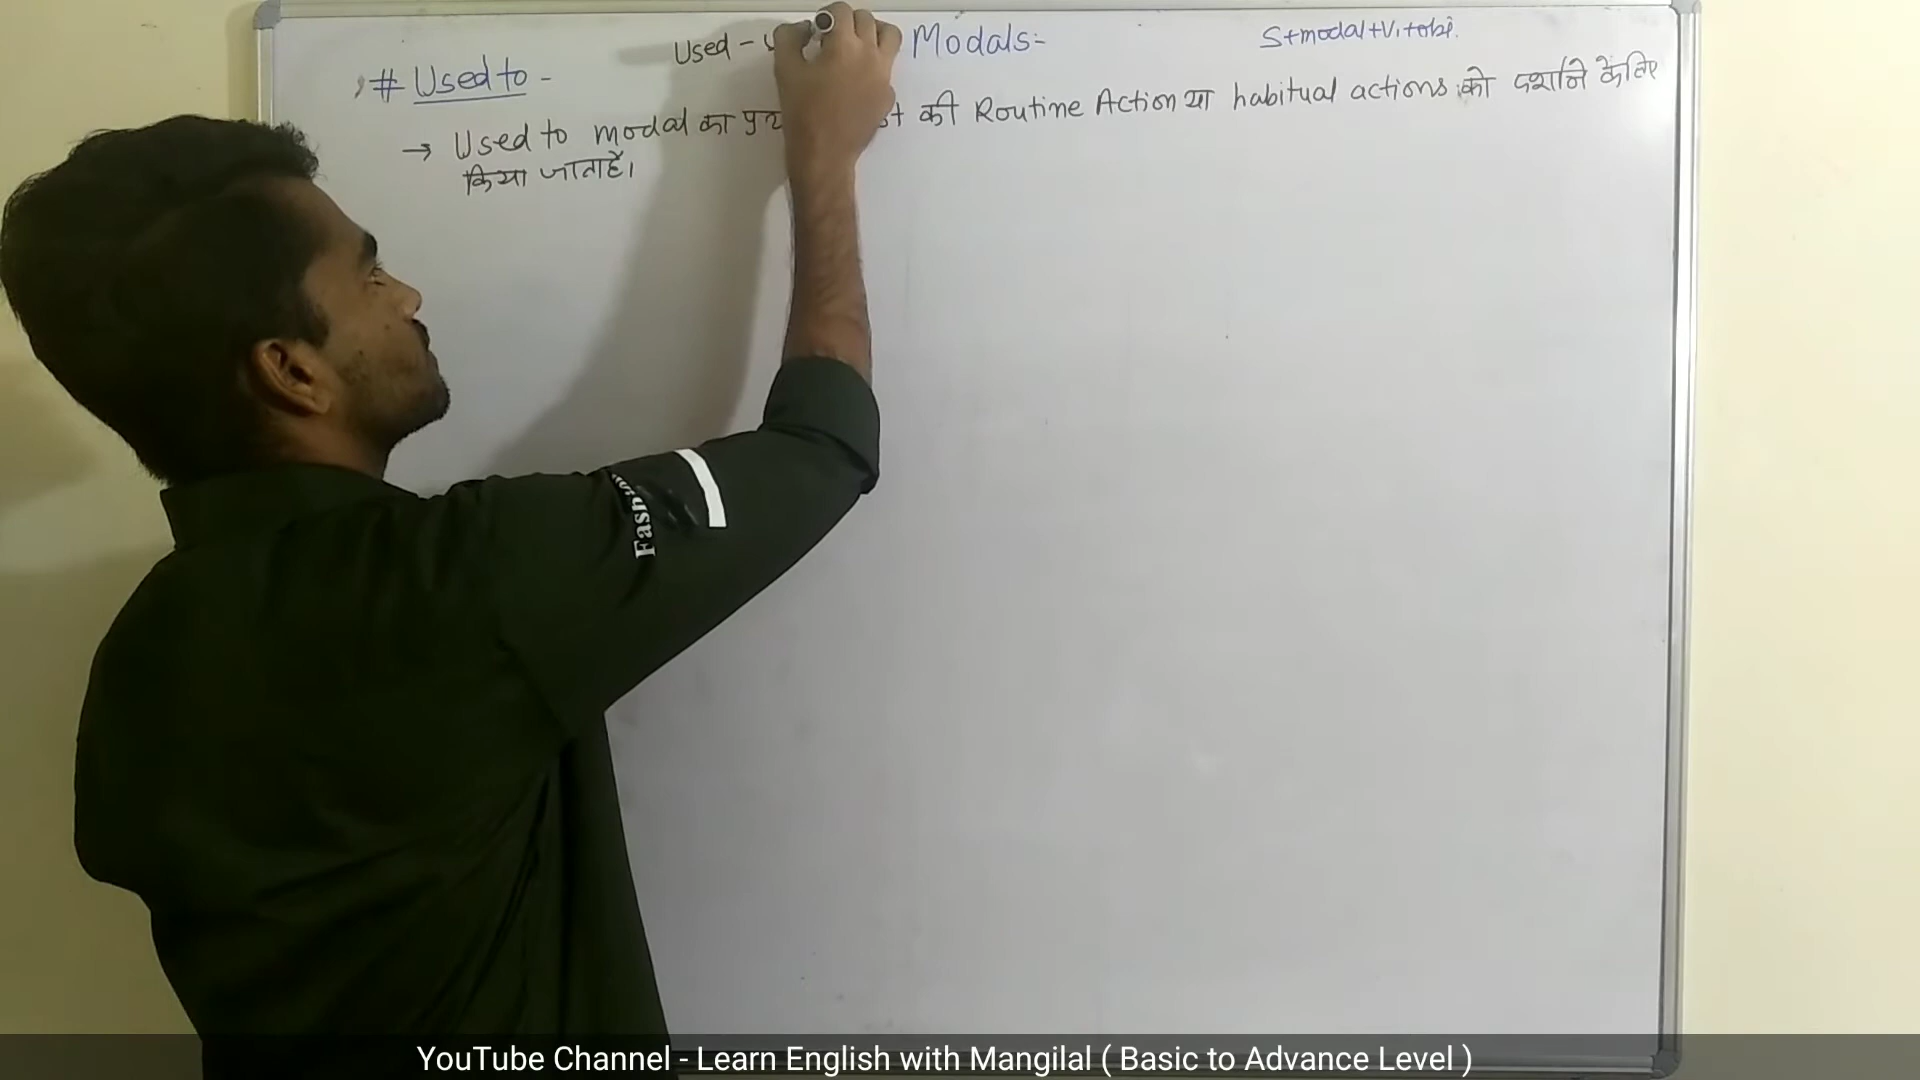 Used -
Modals:-
S+modal+V1+obj.
# Used to -
→ Used to modal का की Routine Action या habitual actions को दर्शाने के लिए
किया जाता है।
Fashion
YouTube Channel - Learn English with Mangilal ( Basic to Advance Level )